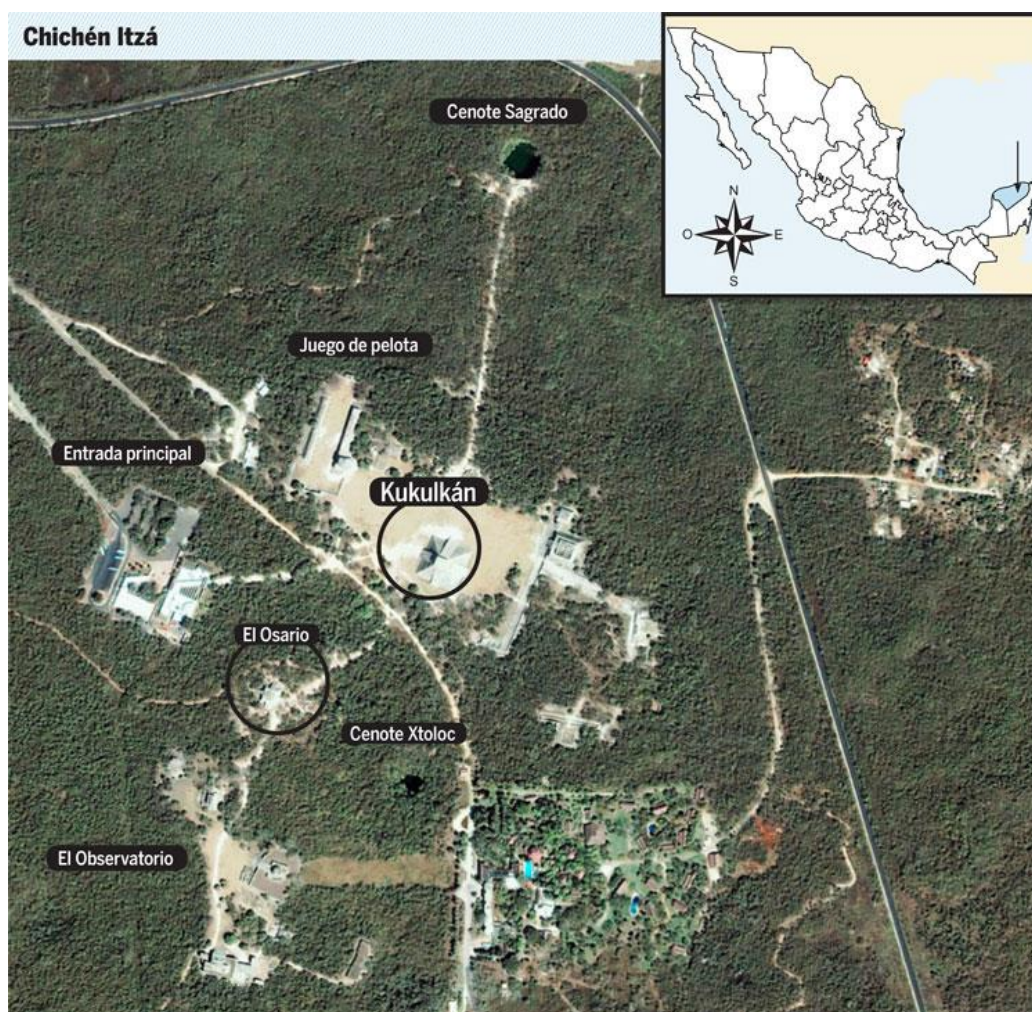 Chichén Itzá
N
O
E
S
Cenote Sagrado
Juego de pelota
Entrada principal
Kukulkán
El Osario
Cenote Xtoloc
El Observatorio